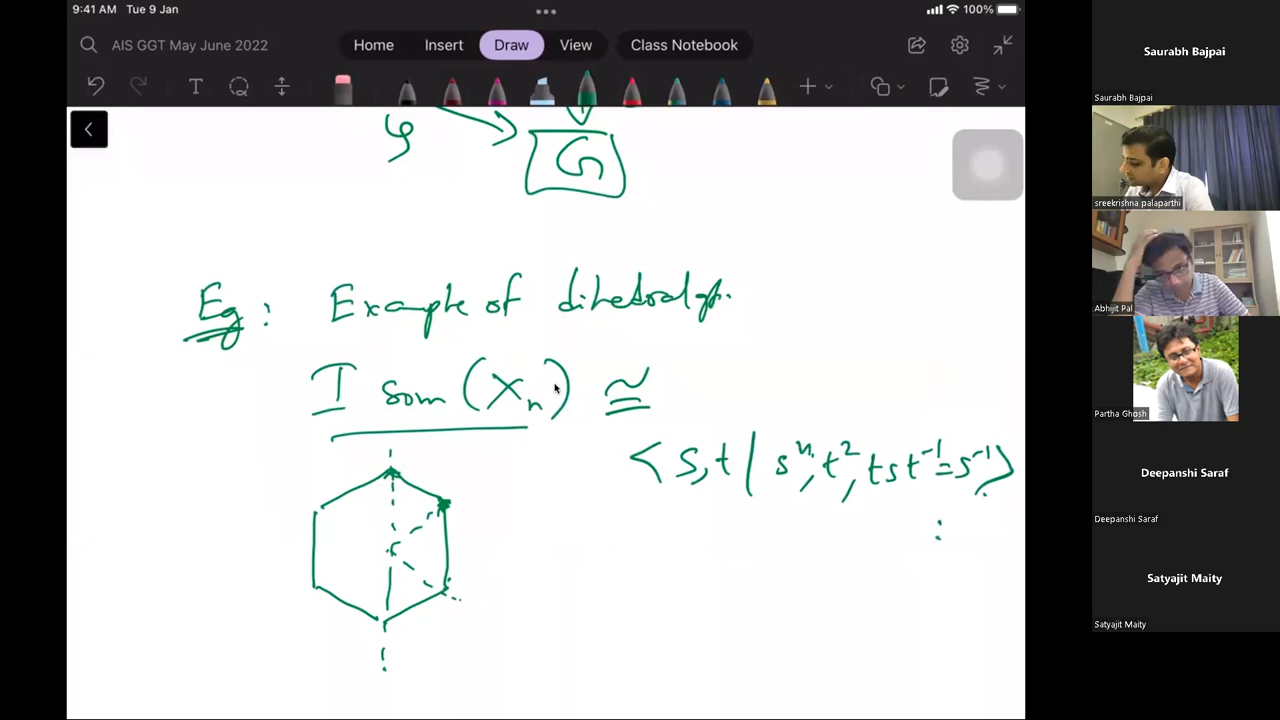 9:41 AM Tue 9 Jan
100%
AIS GGT May June 2022
Home Insert Draw View Class Notebook
T
φ
G
Eg: Example of dihedral gp.
Isom(Xₙ) ≅
<s,t | sⁿ, t², tst⁻¹=s⁻¹>
Saurabh Bajpai
Saurabh Bajpai
sreekrishna palaparthi
Abhijit Pal
Partha Ghosh
Deepanshi Saraf
Deepanshi Saraf
Satyajit Maity
Satyajit Maity